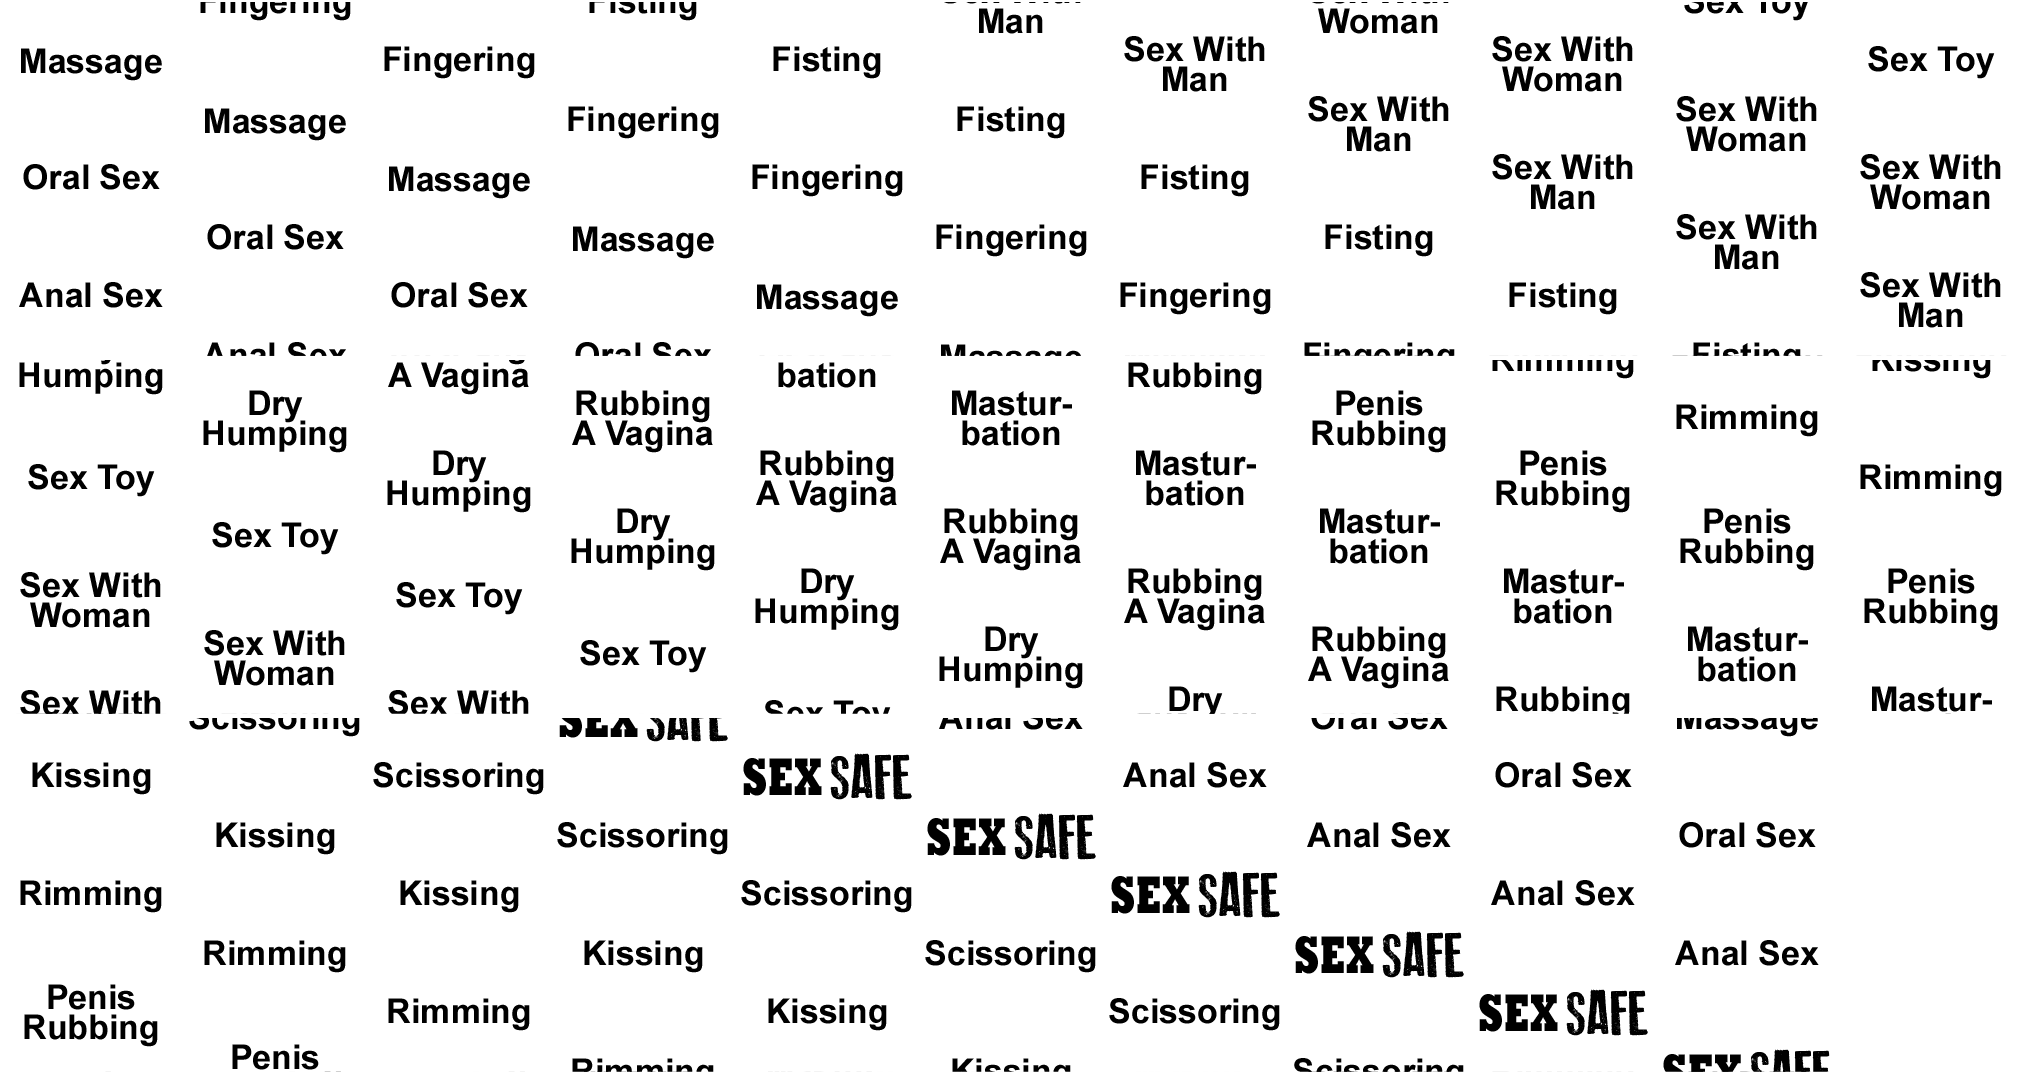 Fingering Fisting Man Woman Sex Toy
Massage Fingering Fisting Sex With Sex With Sex Toy
Man Woman
Massage Fingering Fisting Sex With Sex With
Man Woman
Oral Sex Massage Fingering Fisting Sex With Sex With
Man Woman
Oral Sex Massage Fingering Fisting Sex With
Man
Anal Sex Oral Sex Massage Fingering Fisting Sex With
Man
Anal Sex Oral Sex Massage Fingering Fisting
Humping A Vagina bation Rubbing Rimming Kissing
Dry Rubbing Mastur- Penis Rimming
Humping A Vagina bation Rubbing
Sex Toy Dry Rubbing Mastur- Penis Rimming
Humping A Vagina bation Rubbing
Sex Toy Dry Rubbing Mastur- Penis
Humping A Vagina bation Rubbing
Sex With Sex Toy Dry Rubbing Mastur- Penis
Woman Humping A Vagina bation Rubbing
Sex With Sex Toy Dry Rubbing Mastur-
Woman Humping A Vagina bation
Sex With Sex With Sex Toy Dry Rubbing Mastur-
Scissoring SEX SAFE Anal Sex Oral Sex Massage
Kissing Scissoring SEX SAFE Anal Sex Oral Sex
Kissing Scissoring SEX SAFE Anal Sex Oral Sex
Rimming Kissing Scissoring SEX SAFE Anal Sex
Rimming Kissing Scissoring SEX SAFE Anal Sex
Penis Rimming Kissing Scissoring SEX SAFE
Rubbing
Penis Rimming Kissing Scissoring SEX SAFE